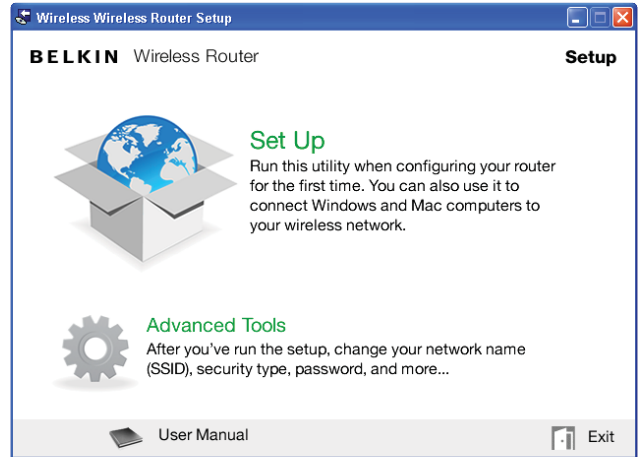 Wireless Wireless Router Setup
BELKIN Wireless Router
Setup
Set Up
Run this utility when configuring your router
for the first time. You can also use it to
connect Windows and Mac computers to
your wireless network.
Advanced Tools
After you've run the setup, change your network name
(SSID), security type, password, and more...
User Manual
Exit